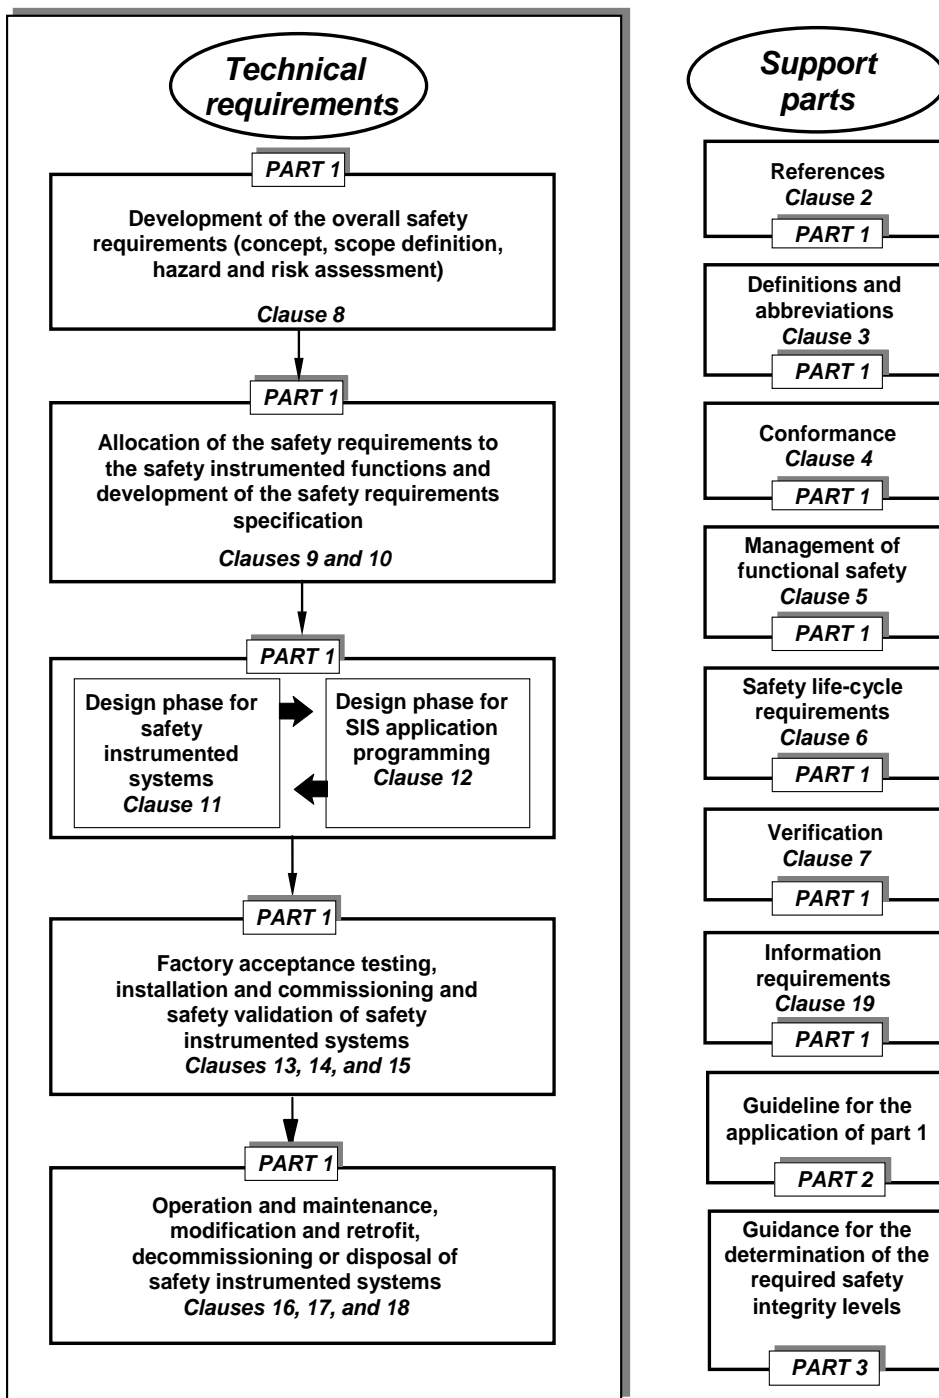 Technical
requirements
PART 1
Development of the overall safety
requirements (concept, scope definition,
hazard and risk assessment)
Clause 8
PART 1
Allocation of the safety requirements to
the safety instrumented functions and
development of the safety requirements
specification
Clauses 9 and 10
PART 1
Design phase for
safety
instrumented
systems
Clause 11
Design phase for
SIS application
programming
Clause 12
PART 1
Factory acceptance testing,
installation and commissioning and
safety validation of safety
instrumented systems
Clauses 13, 14, and 15
PART 1
Operation and maintenance,
modification and retrofit,
decommissioning or disposal of
safety instrumented systems
Clauses 16, 17, and 18
Support
parts
References
Clause 2
PART 1
Definitions and
abbreviations
Clause 3
PART 1
Conformance
Clause 4
PART 1
Management of
functional safety
Clause 5
PART 1
Safety life-cycle
requirements
Clause 6
PART 1
Verification
Clause 7
PART 1
Information
requirements
Clause 19
PART 1
Guideline for the
application of part 1
PART 2
Guidance for the
determination of the
required safety
integrity levels
PART 3